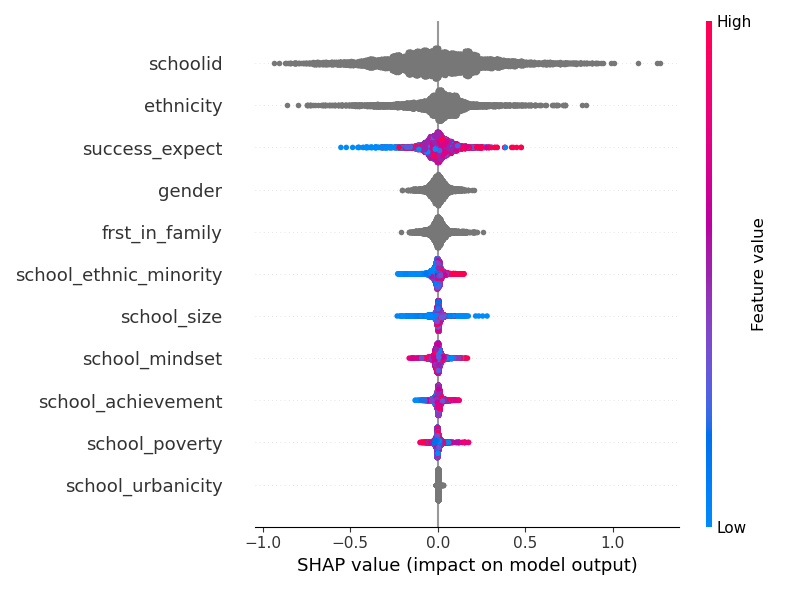 High
schoolid
ethnicity
success_expect
gender
frst_in_family
school_ethnic_minority
school_size
school_mindset
school_achievement
school_poverty
school_urbanicity
Feature value
Low
−1.0 −0.5 0.0 0.5 1.0
SHAP value (impact on model output)